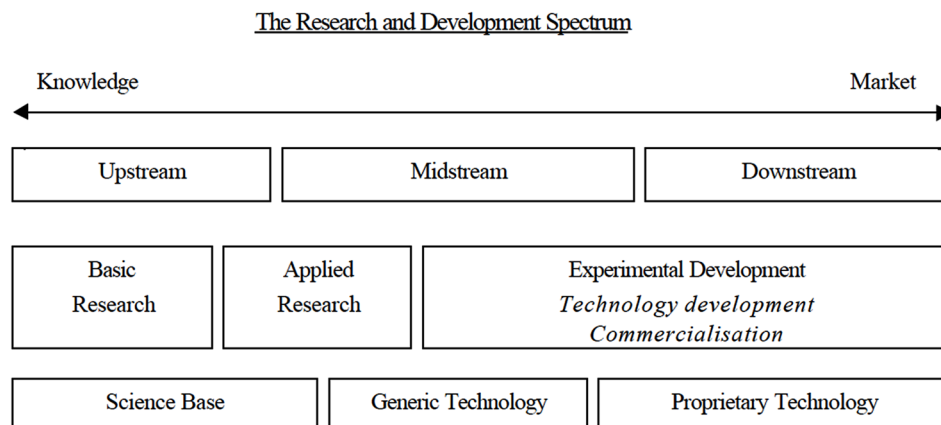 The Research and Development Spectrum
Knowledge Market
Upstream Midstream Downstream
Basic Applied Experimental Development
Research Research Technology development
Commercialisation
Science Base Generic Technology Proprietary Technology